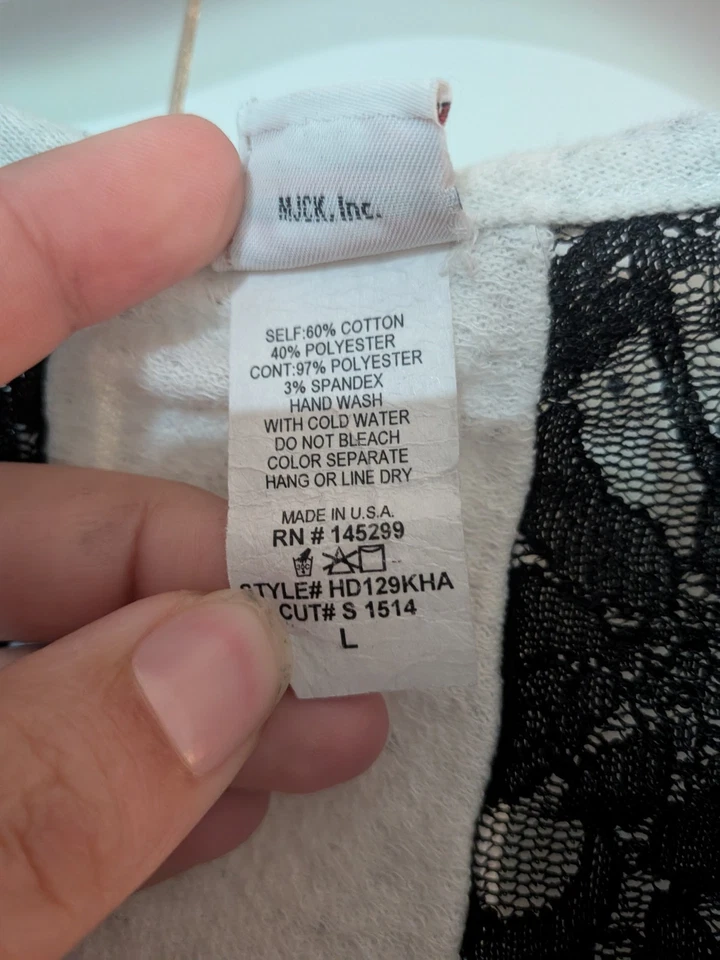 MJCK, Inc.
SELF:60% COTTON
40% POLYESTER
CONT:97% POLYESTER
3% SPANDEX
HAND WASH
WITH COLD WATER
DO NOT BLEACH
COLOR SEPARATE
HANG OR LINE DRY
MADE IN U.S.A.
RN # 145299
STYLE# HD129KHA
CUT# S 1514
L